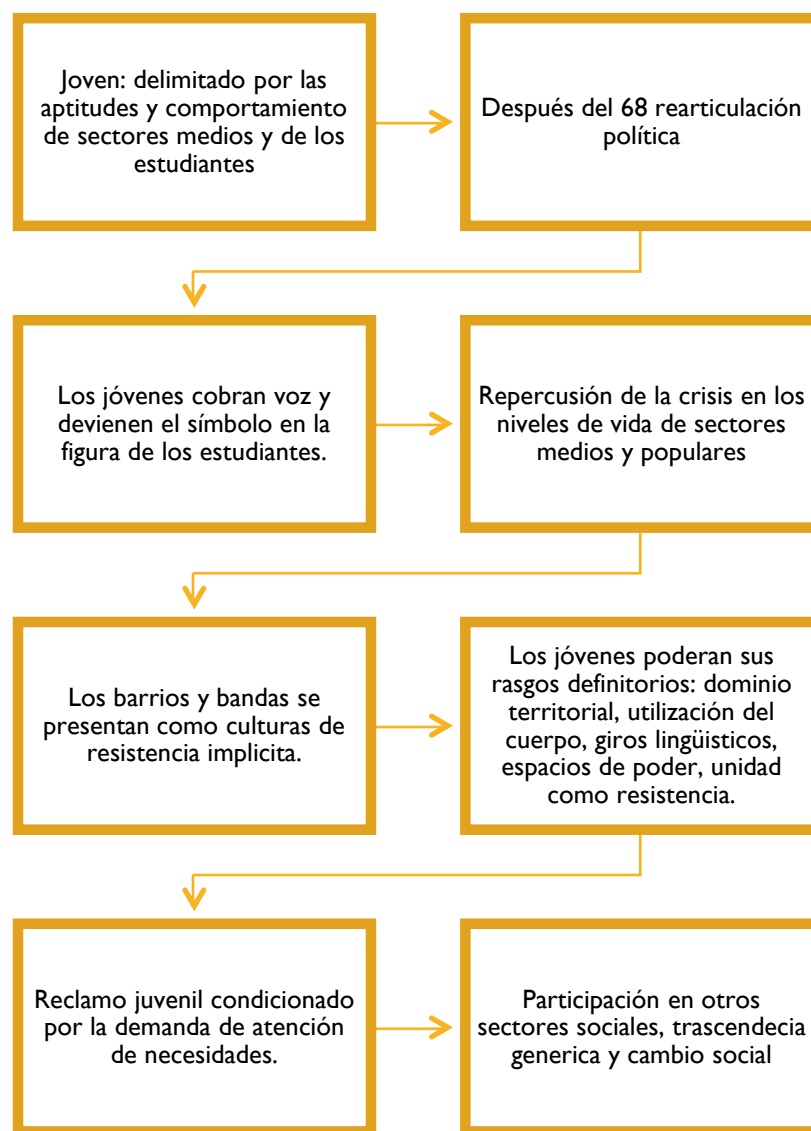 Joven: delimitado por las
aptitudes y comportamiento
de sectores medios y de los
estudiantes
Después del 68 rearticulación
política
Los jóvenes cobran voz y
devienen el símbolo en la
figura de los estudiantes.
Repercusión de la crisis en los
niveles de vida de sectores
medios y populares
Los barrios y bandas se
presentan como culturas de
resistencia implicita.
Los jóvenes poderan sus
rasgos definitorios: dominio
territorial, utilización del
cuerpo, giros lingüisticos,
espacios de poder, unidad
como resistencia.
Reclamo juvenil condicionado
por la demanda de atención
de necesidades.
Participación en otros
sectores sociales, trascendecia
generica y cambio social